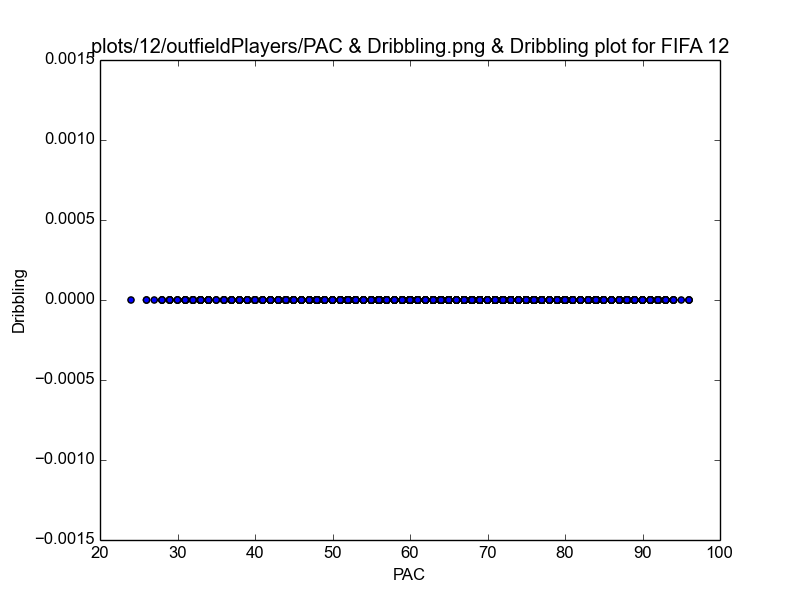 plots/12/outfieldPlayers/PAC & Dribbling.png & Dribbling plot for FIFA 12
0.0015
0.0010
0.0005
0.0000
−0.0005
−0.0010
−0.0015
Dribbling
20 30 40 50 60 70 80 90 100
PAC